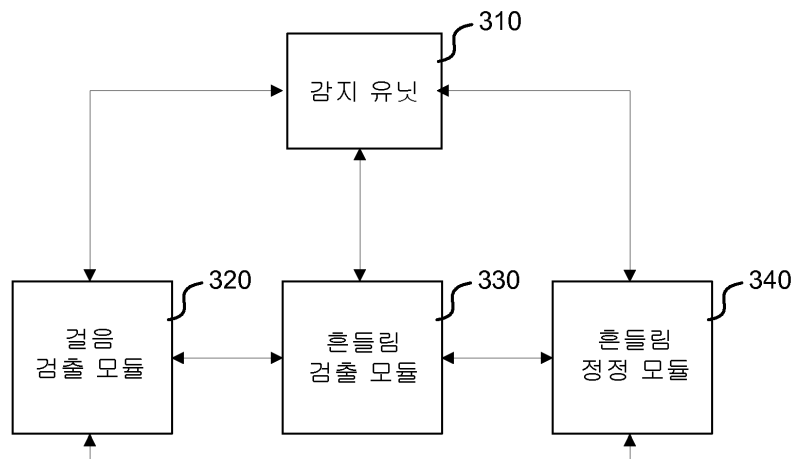 310
감지 유닛
320
걸음
검출 모듈
330
흔들림
검출 모듈
340
흔들림
정정 모듈